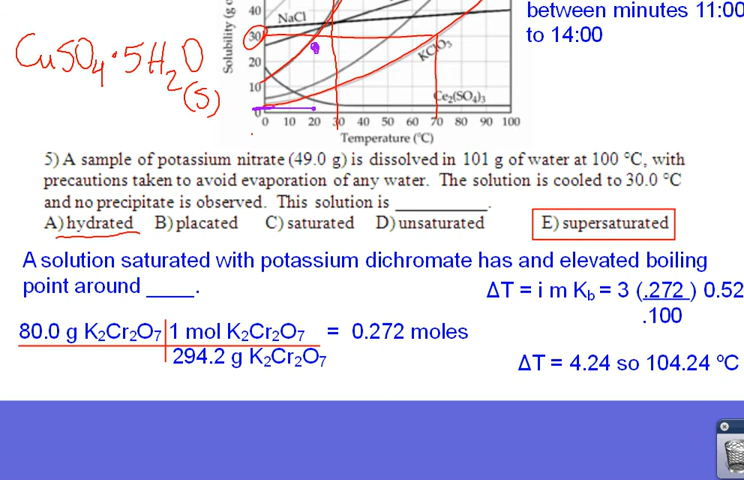 between minutes 11:00
to 14:00
CuSO4·5H2O
(s)
Solubility (g o
40
30
20
10
0
NaCl
KClO3
Ce2(SO4)3
0 10 20 30 40 50 60 70 80 90 100
Temperature (°C)
5) A sample of potassium nitrate (49.0 g) is dissolved in 101 g of water at 100 °C, with
precautions taken to avoid evaporation of any water. The solution is cooled to 30.0 °C
and no precipitate is observed. This solution is ________.
A) hydrated B) placated C) saturated D) unsaturated E) supersaturated
A solution saturated with potassium dichromate has and elevated boiling
point around ____.
ΔT = i m Kb = 3 (.272 ) 0.52
.100
80.0 g K2Cr2O7 1 mol K2Cr2O7 = 0.272 moles
294.2 g K2Cr2O7
ΔT = 4.24 so 104.24 ºC